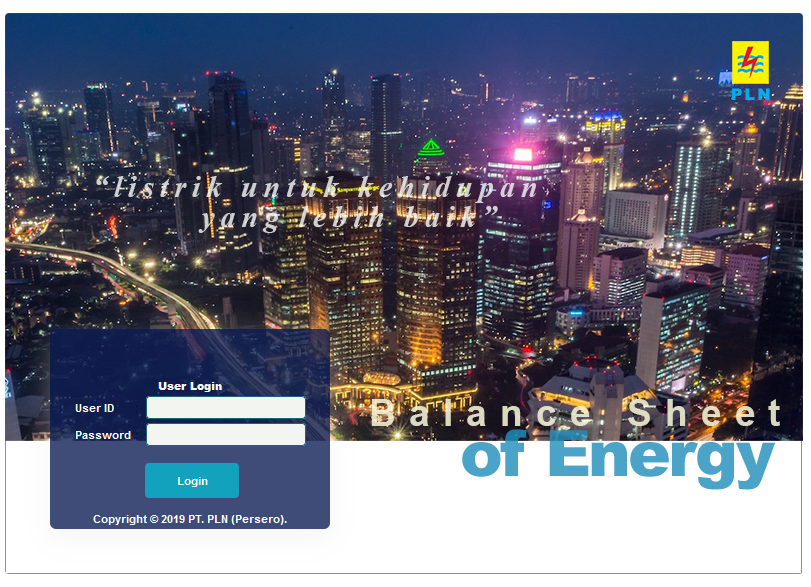 PLN
“listrik untuk kehidupan
yang lebih baik”
User Login
User ID
Password
Login
Copyright © 2019 PT. PLN (Persero).
Balance Sheet
of Energy